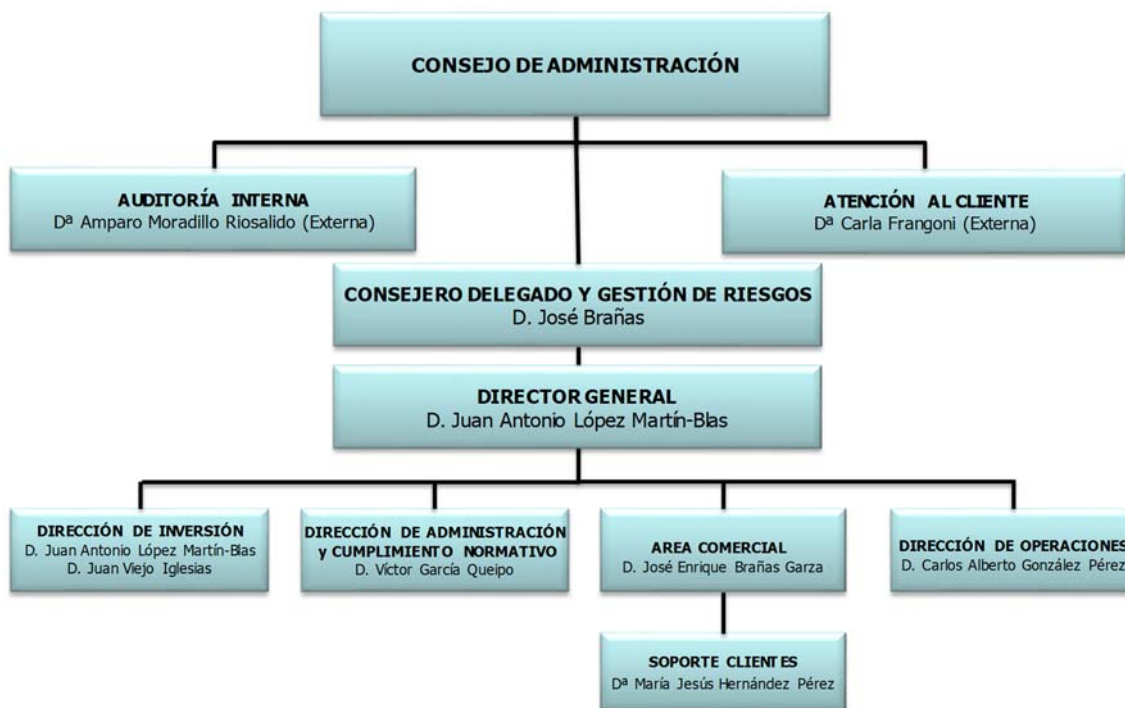 CONSEJO DE ADMINISTRACIÓN
AUDITORÍA INTERNA
Dª Amparo Moradillo Riosalido (Externa)
ATENCIÓN AL CLIENTE
Dª Carla Frangoni (Externa)
CONSEJERO DELEGADO Y GESTIÓN DE RIESGOS
D. José Brañas
DIRECTOR GENERAL
D. Juan Antonio López Martín-Blas
DIRECCIÓN DE INVERSIÓN
D. Juan Antonio López Martín-Blas
D. Juan Viejo Iglesias
DIRECCIÓN DE ADMINISTRACIÓN
y CUMPLIMIENTO NORMATIVO
D. Víctor García Queipo
AREA COMERCIAL
D. José Enrique Brañas Garza
DIRECCIÓN DE OPERACIONES
D. Carlos Alberto González Pérez
SOPORTE CLIENTES
Dª María Jesús Hernández Pérez